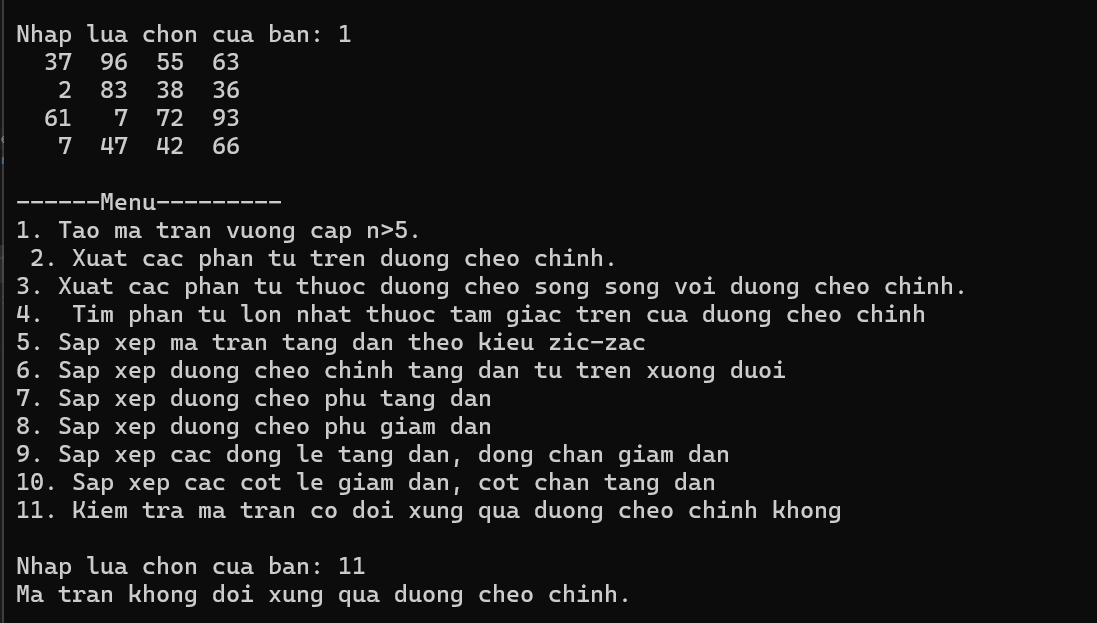 Nhap lua chon cua ban: 1
  37  96  55  63
   2  83  38  36
  61   7  72  93
   7  47  42  66
------Menu---------
1. Tao ma tran vuong cap n>5.
 2. Xuat cac phan tu tren duong cheo chinh.
3. Xuat cac phan tu thuoc duong cheo song song voi duong cheo chinh.
4.  Tim phan tu lon nhat thuoc tam giac tren cua duong cheo chinh
5. Sap xep ma tran tang dan theo kieu zic-zac
6. Sap xep duong cheo chinh tang dan tu tren xuong duoi
7. Sap xep duong cheo phu tang dan
8. Sap xep duong cheo phu giam dan
9. Sap xep cac dong le tang dan, dong chan giam dan
10. Sap xep cac cot le giam dan, cot chan tang dan
11. Kiem tra ma tran co doi xung qua duong cheo chinh khong
Nhap lua chon cua ban: 11
Ma tran khong doi xung qua duong cheo chinh.